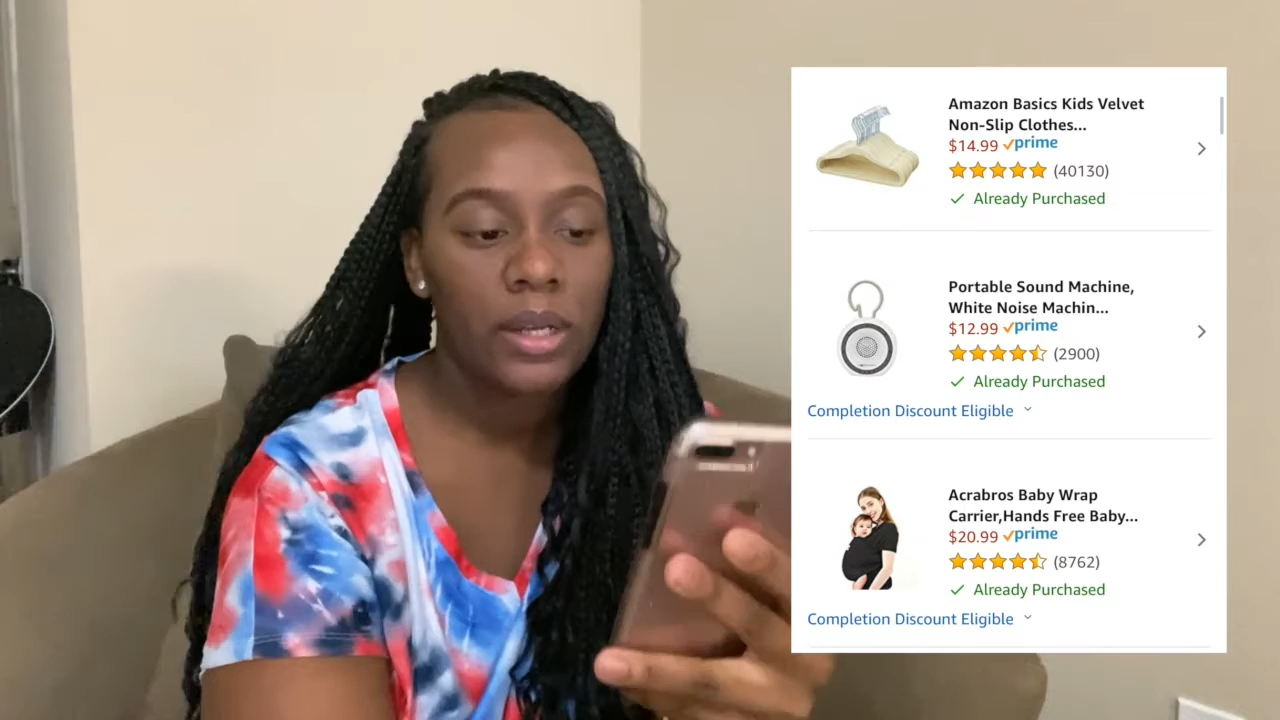 Amazon Basics Kids Velvet
Non-Slip Clothes...
$14.99 prime
(40130)
Already Purchased
Portable Sound Machine,
White Noise Machin...
$12.99 prime
(2900)
Already Purchased
Completion Discount Eligible
Acrabros Baby Wrap
Carrier,Hands Free Baby...
$20.99 prime
(8762)
Already Purchased
Completion Discount Eligible